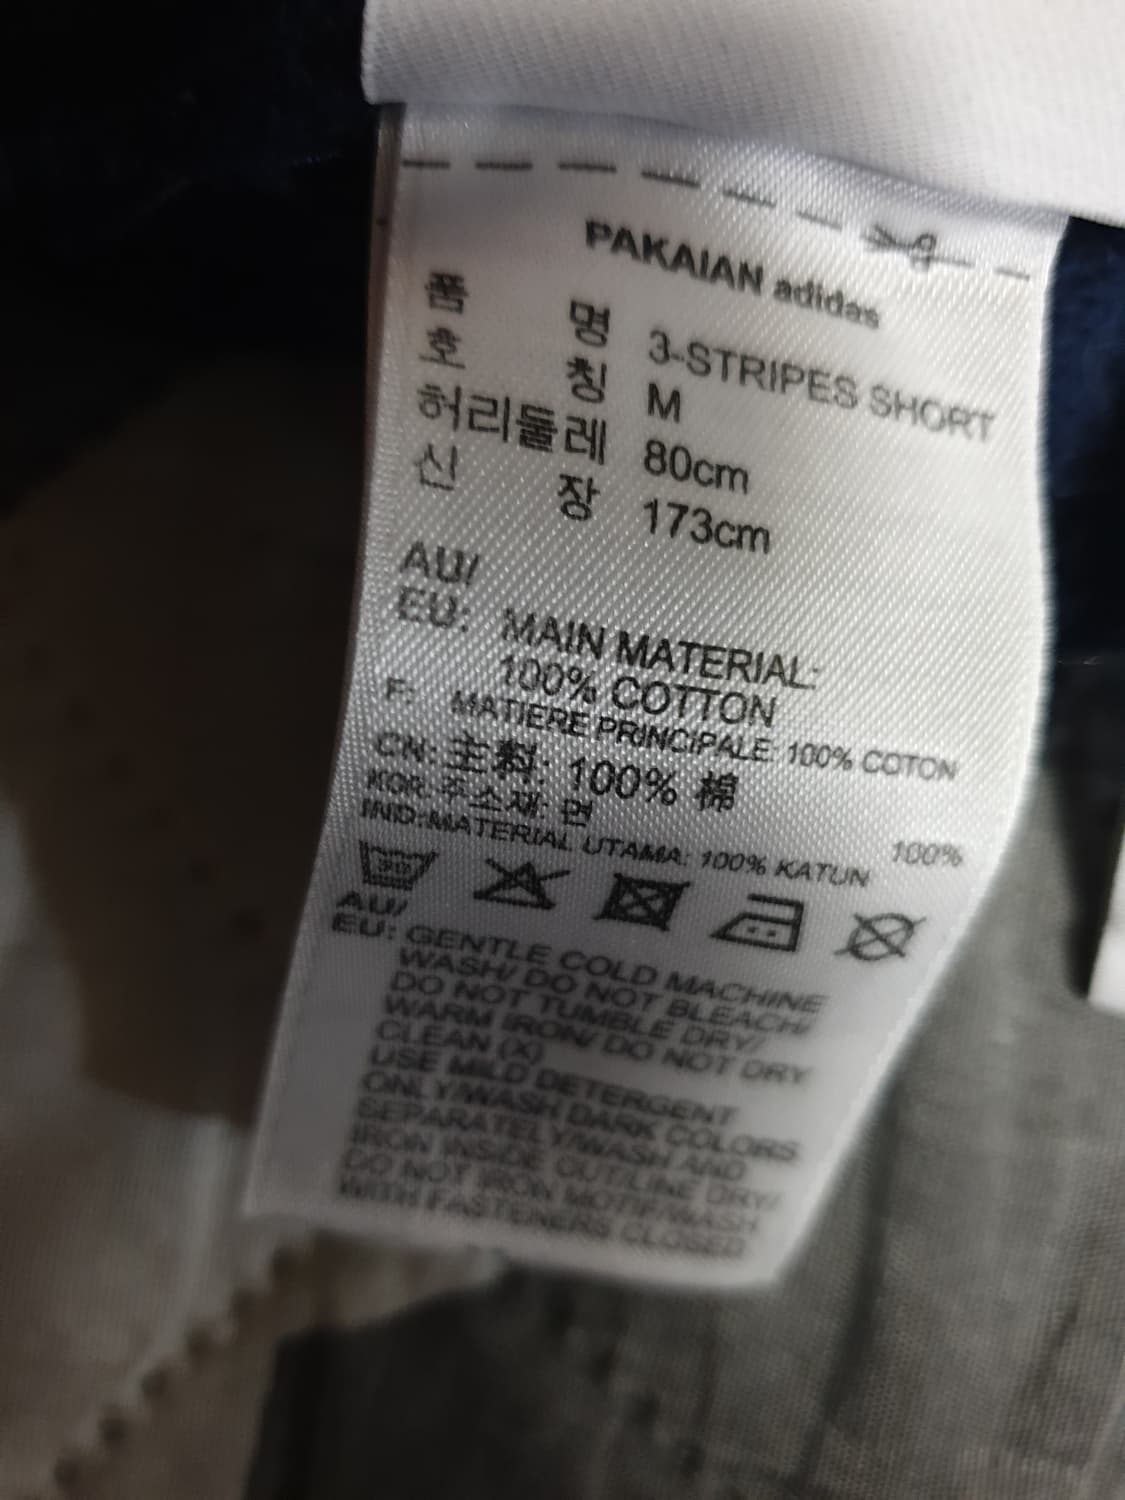 PAKAIAN adidas
품 명 3-STRIPES SHORT
호 칭 M
허리둘레 80cm
신 장 173cm
AU/
EU: MAIN MATERIAL:
100% COTTON
F: MATIERE PRINCIPALE: 100% COTON
CN: 主料: 100% 棉
KOR: 주소재: 면 100%
IND: MATERIAL UTAMA: 100% KATUN
30
AU/
EU: GENTLE COLD MACHINE
WASH/ DO NOT BLEACH/
DO NOT TUMBLE DRY/
WARM IRON/ DO NOT DRY
CLEAN (X)
USE MILD DETERGENT
ONLY/WASH DARK COLORS
SEPARATELY/WASH AND
IRON INSIDE OUT/LINE DRY/
DO NOT IRON MOTIF/WASH
WITH FASTENERS CLOSED